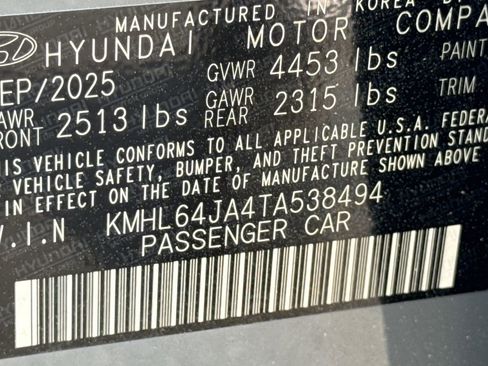 MANUFACTURED IN KOREA
HYUNDAI MOTOR COMPA
EP/2025 GVWR 4453 lbs PAINT
AWR FRONT 2513 lbs GAWR REAR 2315 lbs TRIM
IS VEHICLE CONFORMS TO ALL APPLICABLE U.S.A. FEDERA
VEHICLE SAFETY, BUMPER, AND THEFT PREVENTION STAND
EFFECT ON THE DATE OF MANUFACTURE SHOWN ABOVE
V.I.N KMHL64JA4TA538494
PASSENGER CAR